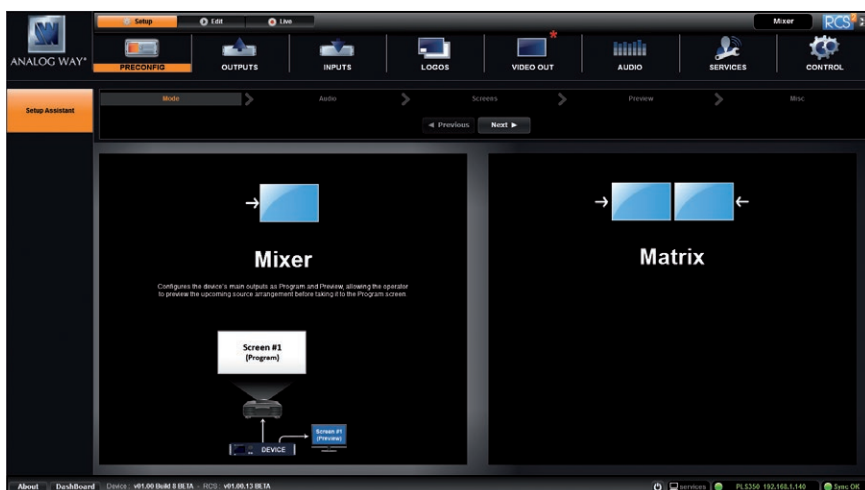 Setup
Edit
Live
Mixer
RCS²
ANALOG WAY®
PRECONFIG
OUTPUTS
INPUTS
LOGOS
VIDEO OUT
*
AUDIO
SERVICES
CONTROL
Setup Assistant
Mode
Audio
Screens
Preview
Misc
◄ Previous
Next ►
Mixer
Configures the device's main outputs as Program and Preview, allowing the operator
to preview the upcoming source arrangement before taking it to the Program screen
Screen #1
(Program)
Screen #1
(Preview)
DEVICE
Matrix
About
DashBoard
Device : v01.00 Build 8 BETA - RCS : v01.00.13 BETA
services
PLS350 192.168.1.140
Sync OK